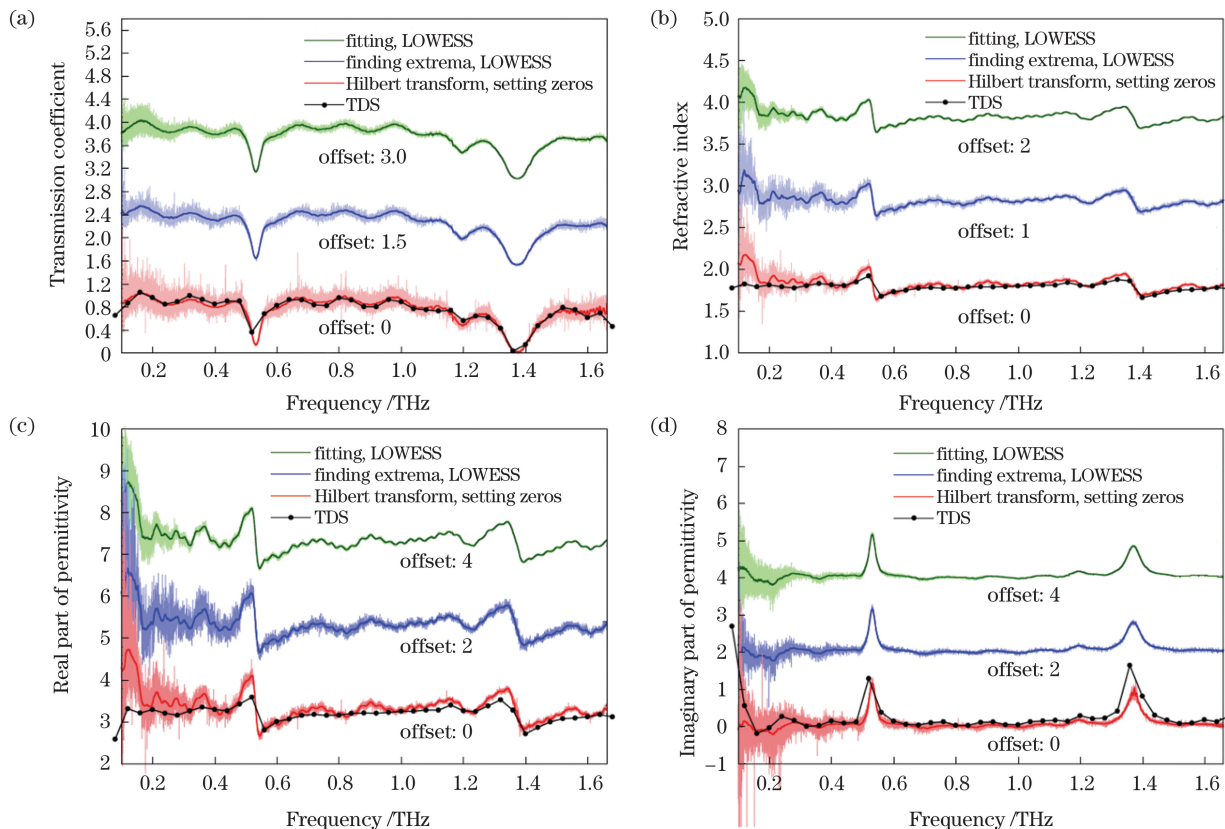 (a)
5.6
5.2
4.8
4.4
4.0
3.6
3.2
2.8
2.4
2.0
1.6
1.2
0.8
0.4
0
Transmission coefficient
fitting, LOWESS
finding extrema, LOWESS
Hilbert transform, setting zeros
TDS
offset: 3.0
offset: 1.5
offset: 0
0.2 0.4 0.6 0.8 1.0 1.2 1.4 1.6
Frequency /THz
(b)
5.0
4.5
4.0
3.5
3.0
2.5
2.0
1.5
1.0
Refractive index
fitting, LOWESS
finding extrema, LOWESS
Hilbert transform, setting zeros
TDS
offset: 2
offset: 1
offset: 0
0.2 0.4 0.6 0.8 1.0 1.2 1.4 1.6
Frequency /THz
(c)
10
9
8
7
6
5
4
3
2
Real part of permittivity
fitting, LOWESS
finding extrema, LOWESS
Hilbert transform, setting zeros
TDS
offset: 4
offset: 2
offset: 0
0.2 0.4 0.6 0.8 1.0 1.2 1.4 1.6
Frequency /THz
(d)
8
7
6
5
4
3
2
1
0
−1
Imaginary part of permittivity
fitting, LOWESS
finding extrema, LOWESS
Hilbert transform, setting zeros
TDS
offset: 4
offset: 2
offset: 0
0.2 0.4 0.6 0.8 1.0 1.2 1.4 1.6
Frequency /THz